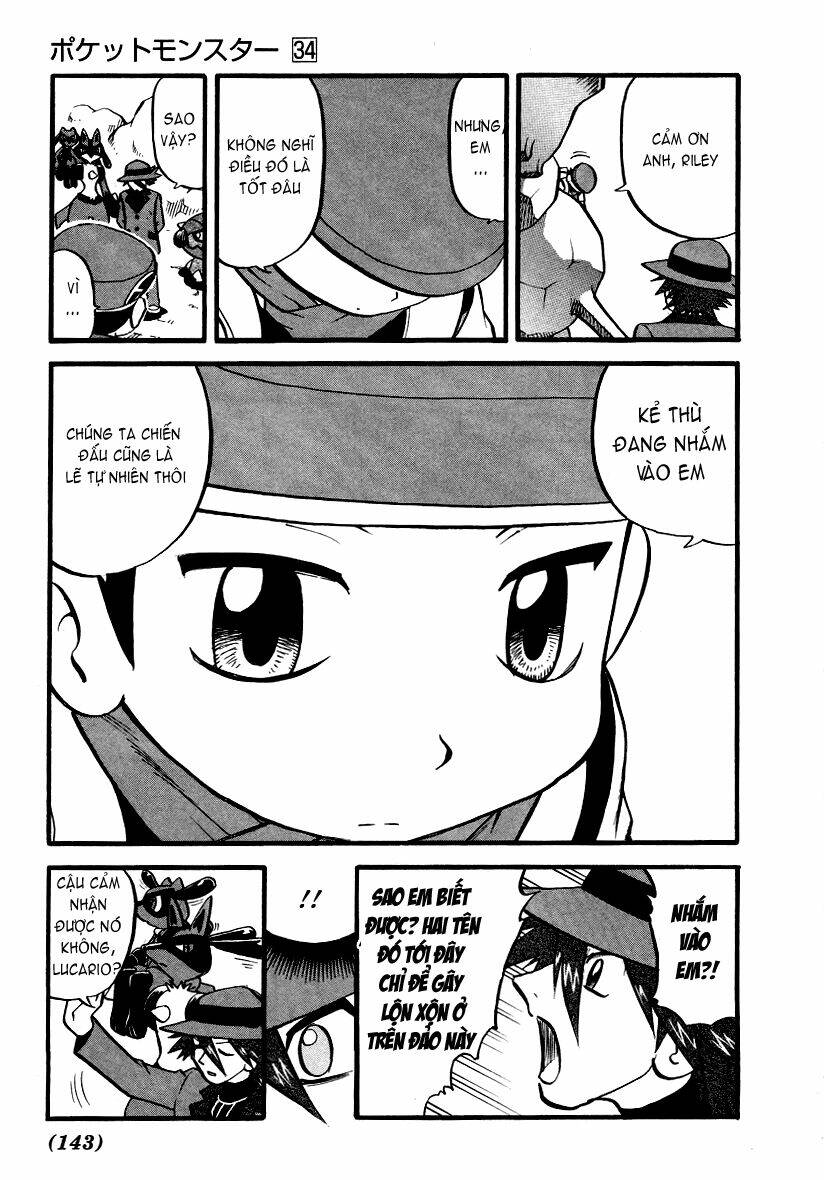 ポケットモンスター 34
CẢM ƠN
ANH, RILEY
NHƯNG,
EM
...
KHÔNG NGHĨ
ĐIỀU ĐÓ LÀ
TỐT ĐÂU
SAO
VẬY?
VÌ
...
KẺ THÙ
ĐANG NHẮM
VÀO EM
CHÚNG TA CHIẾN
ĐẤU CŨNG LÀ
LẼ TỰ NHIÊN THÔI
NHẮM
VÀO
EM?!
SAO EM BIẾT
ĐƯỢC? HAI TÊN
ĐÓ TỚI ĐÂY
CHỈ ĐỂ GÂY
LỘN XỘN Ở
TRÊN ĐẢO NÀY
!!
CẬU CẢM
NHẬN
ĐƯỢC NÓ
KHÔNG,
LUCARIO?
(143)